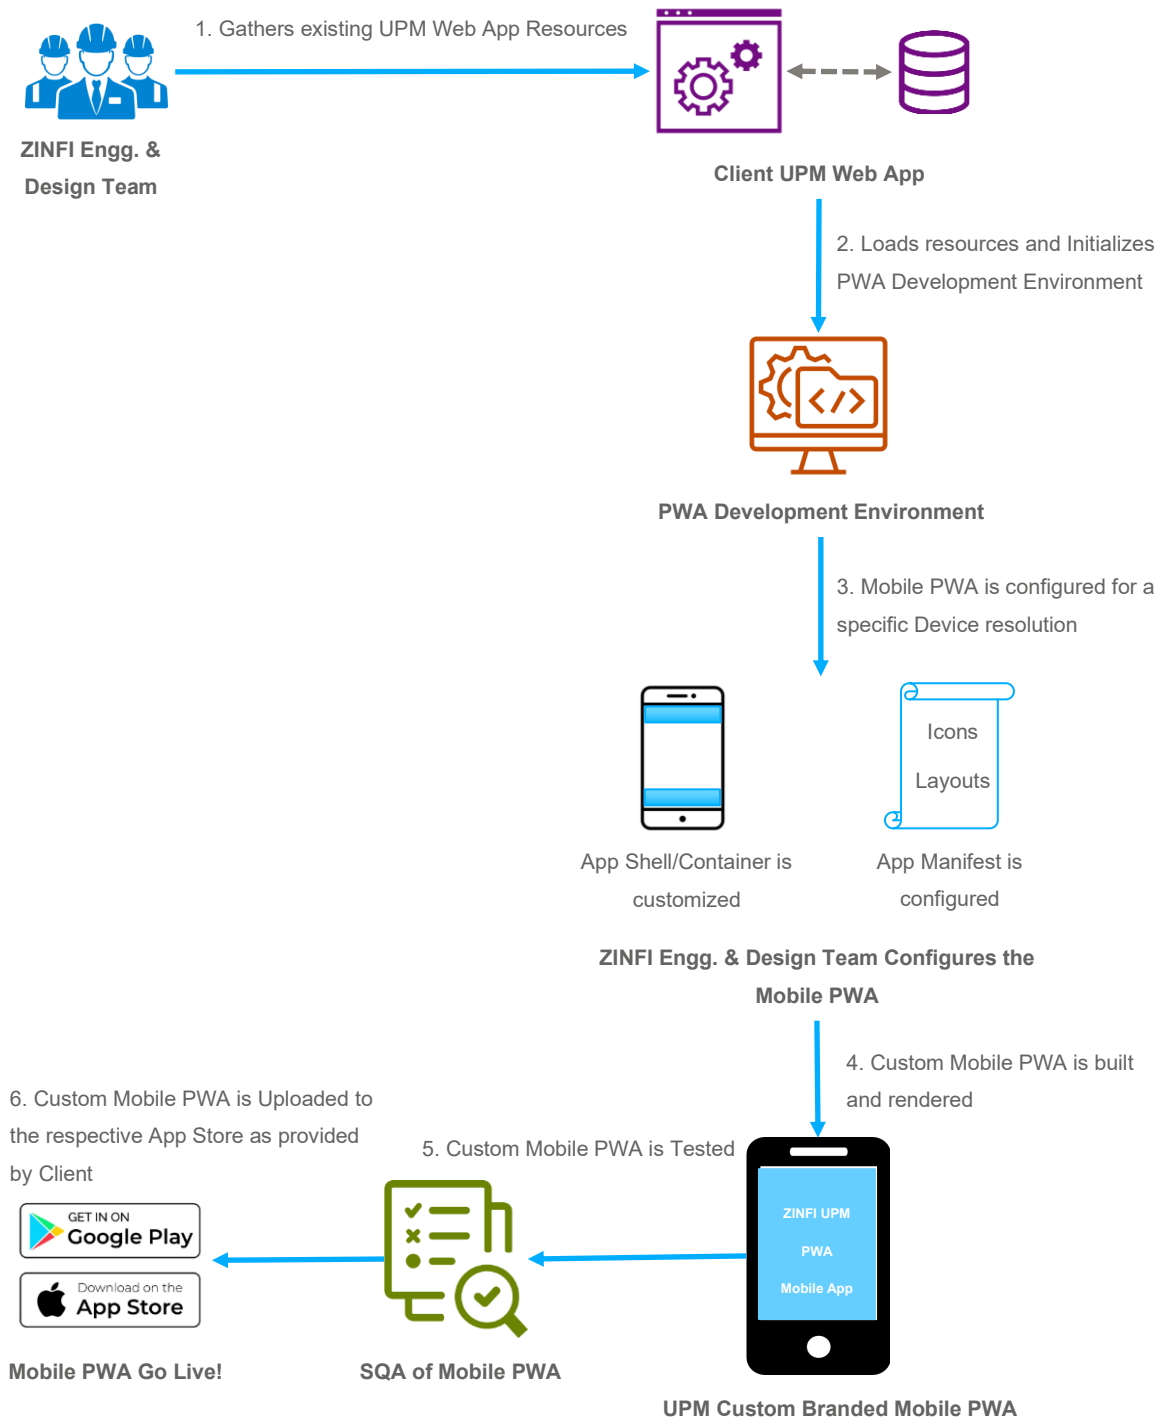 1. Gathers existing UPM Web App Resources
ZINFI Engg. &
Design Team
Client UPM Web App
2. Loads resources and Initializes
PWA Development Environment
</>
PWA Development Environment
3. Mobile PWA is configured for a
specific Device resolution
Icons
Layouts
App Shell/Container is
customized
App Manifest is
configured
ZINFI Engg. & Design Team Configures the
Mobile PWA
4. Custom Mobile PWA is built
and rendered
ZINFI UPM
PWA
Mobile App
UPM Custom Branded Mobile PWA
5. Custom Mobile PWA is Tested
SQA of Mobile PWA
6. Custom Mobile PWA is Uploaded to
the respective App Store as provided
by Client
GET IN ON
Google Play
Download on the
App Store
Mobile PWA Go Live!